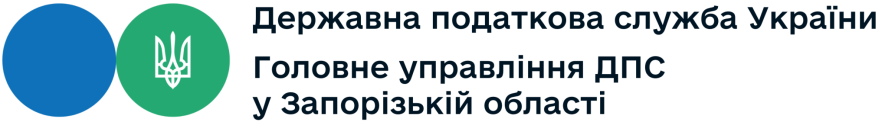 Державна податкова служба України
Головне управління ДПС
у Запорізькій області